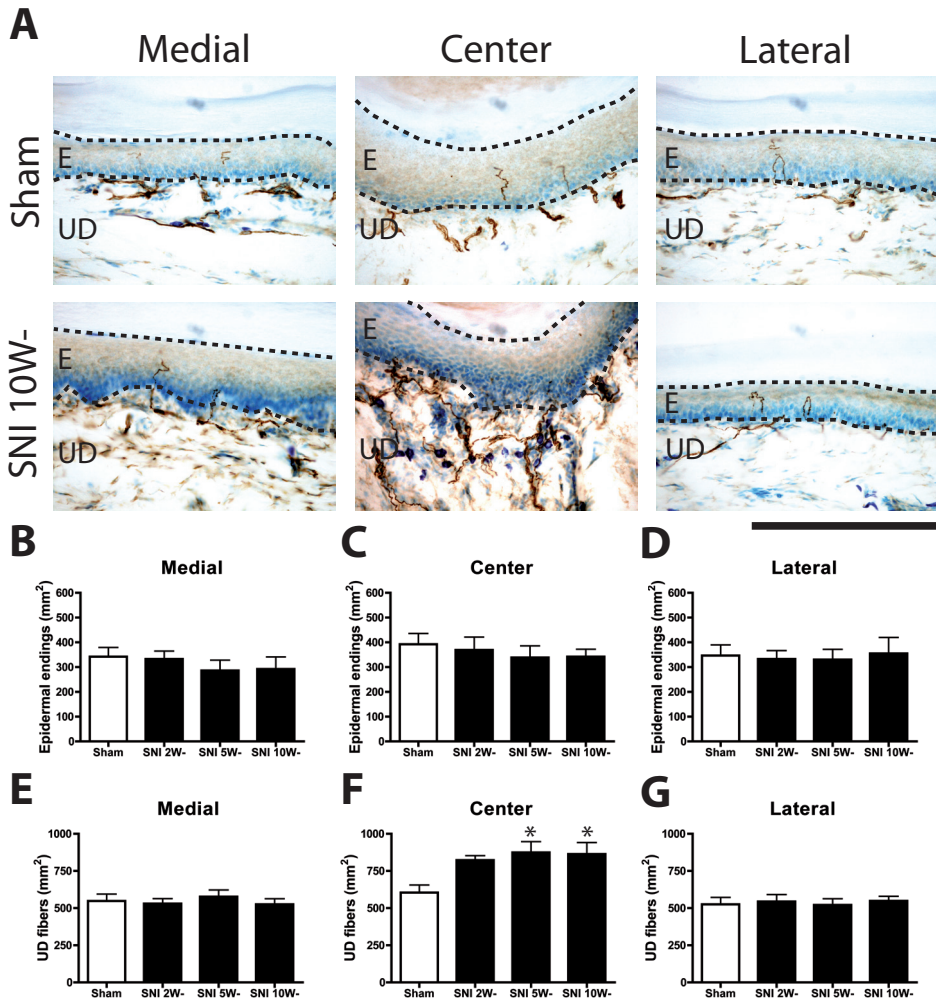 A
Medial Center Lateral
Sham
E E E
UD UD UD
SNI 10W-
E E E
UD UD UD
B C D
Medial Center Lateral
Epidermal endings (mm²) Epidermal endings (mm²) Epidermal endings (mm²)
600 600 600
500 500 500
400 400 400
300 300 300
200 200 200
100 100 100
0 0 0
Sham SNI 2W- SNI 5W- SNI 10W- Sham SNI 2W- SNI 5W- SNI 10W- Sham SNI 2W- SNI 5W- SNI 10W-
E F G
Medial Center Lateral
UD fibers (mm²) UD fibers (mm²) UD fibers (mm²)
1000 1000 * * 1000
750 750 750
500 500 500
250 250 250
0 0 0
Sham SNI 2W- SNI 5W- SNI 10W- Sham SNI 2W- SNI 5W- SNI 10W- Sham SNI 2W- SNI 5W- SNI 10W-